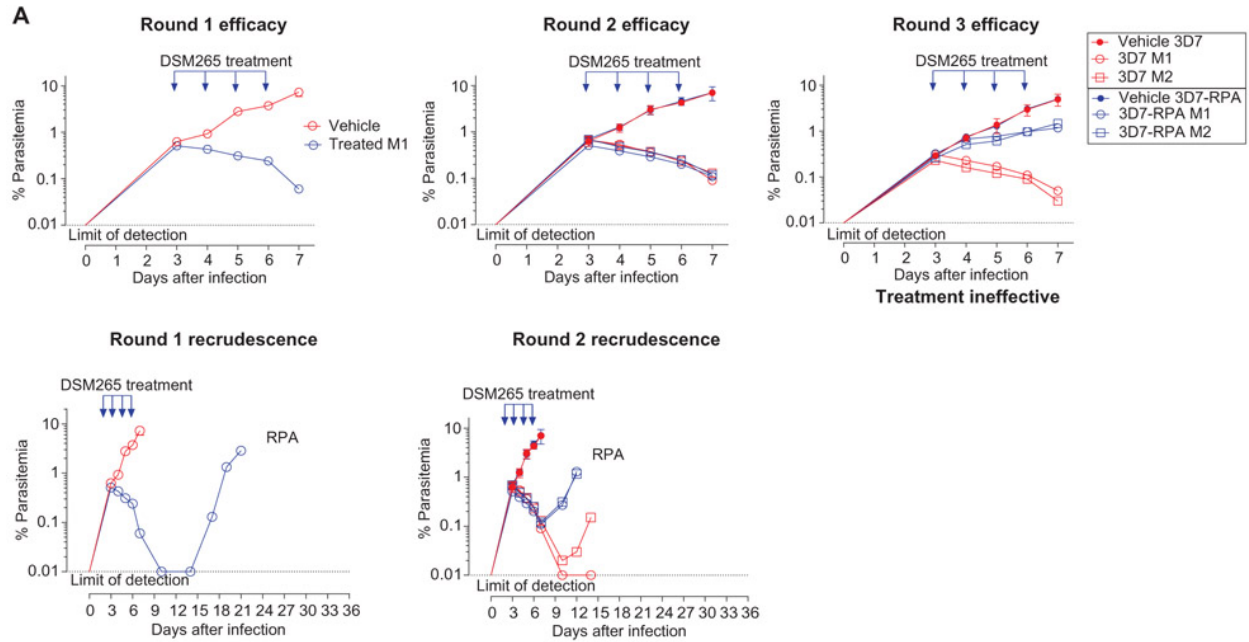 A
Round 1 efficacy
DSM265 treatment
10
1
0.1
0.01
% Parasitemia
Vehicle
Treated M1
Limit of detection
0 1 2 3 4 5 6 7
Days after infection
Round 2 efficacy
DSM265 treatment
10
1
0.1
0.01
% Parasitemia
Limit of detection
0 1 2 3 4 5 6 7
Days after infection
Round 3 efficacy
DSM265 treatment
10
1
0.1
0.01
% Parasitemia
Limit of detection
0 1 2 3 4 5 6 7
Days after infection
Treatment ineffective
Vehicle 3D7
3D7 M1
3D7 M2
Vehicle 3D7-RPA
3D7-RPA M1
3D7-RPA M2
Round 1 recrudescence
DSM265 treatment
10
1
0.1
0.01
% Parasitemia
RPA
Limit of detection
0 3 6 9 12 15 18 21 24 27 30 33 36
Days after infection
Round 2 recrudescence
DSM265 treatment
10
1
0.1
0.01
% Parasitemia
RPA
Limit of detection
0 3 6 9 12 15 18 21 24 27 30 33 36
Days after infection